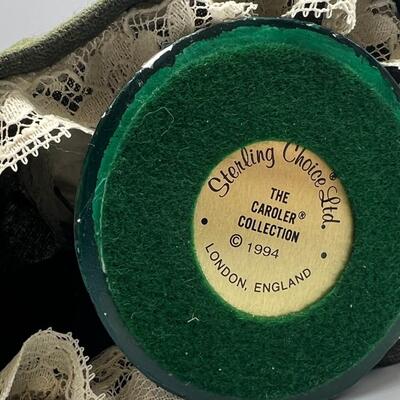 Sterling Choice® Ltd.
THE
CAROLER®
COLLECTION
© 1994
• LONDON, ENGLAND •